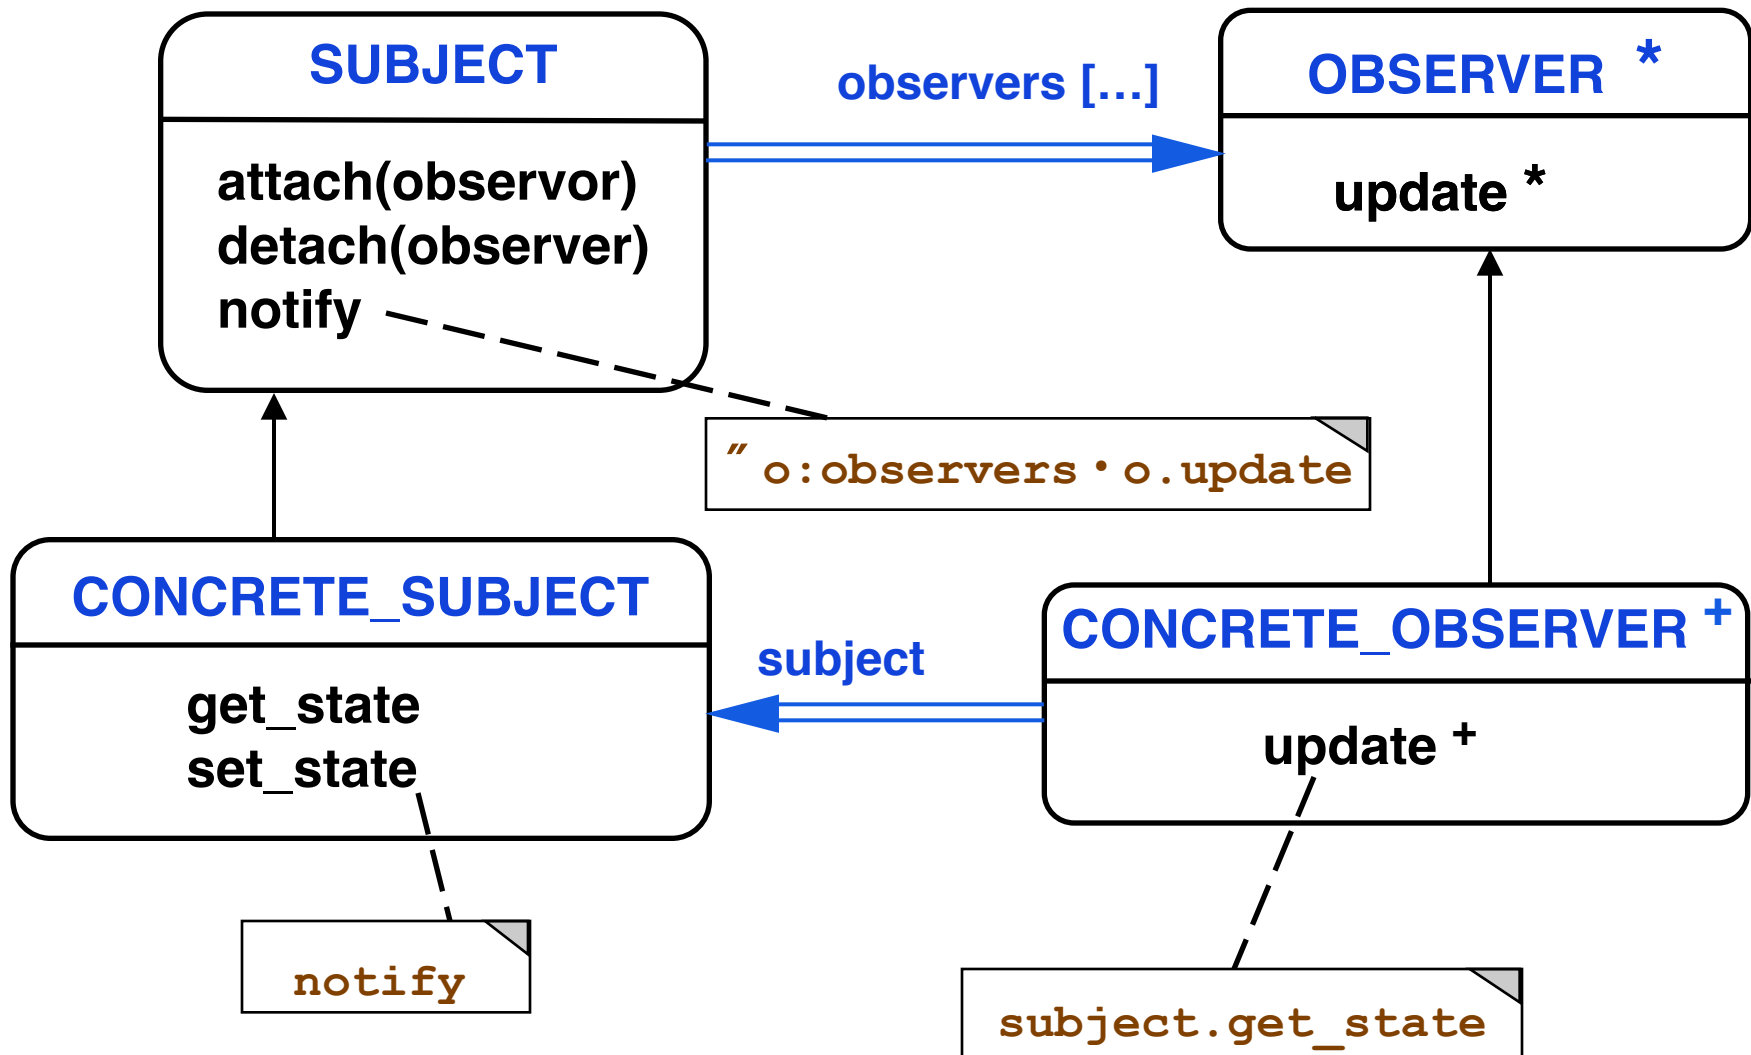 SUBJECT
attach(observor)
detach(observer)
notify
observers […]
OBSERVER *
update *
″ o:observers • o.update
CONCRETE_SUBJECT
get_state
set_state
subject
CONCRETE_OBSERVER +
update +
notify
subject.get_state